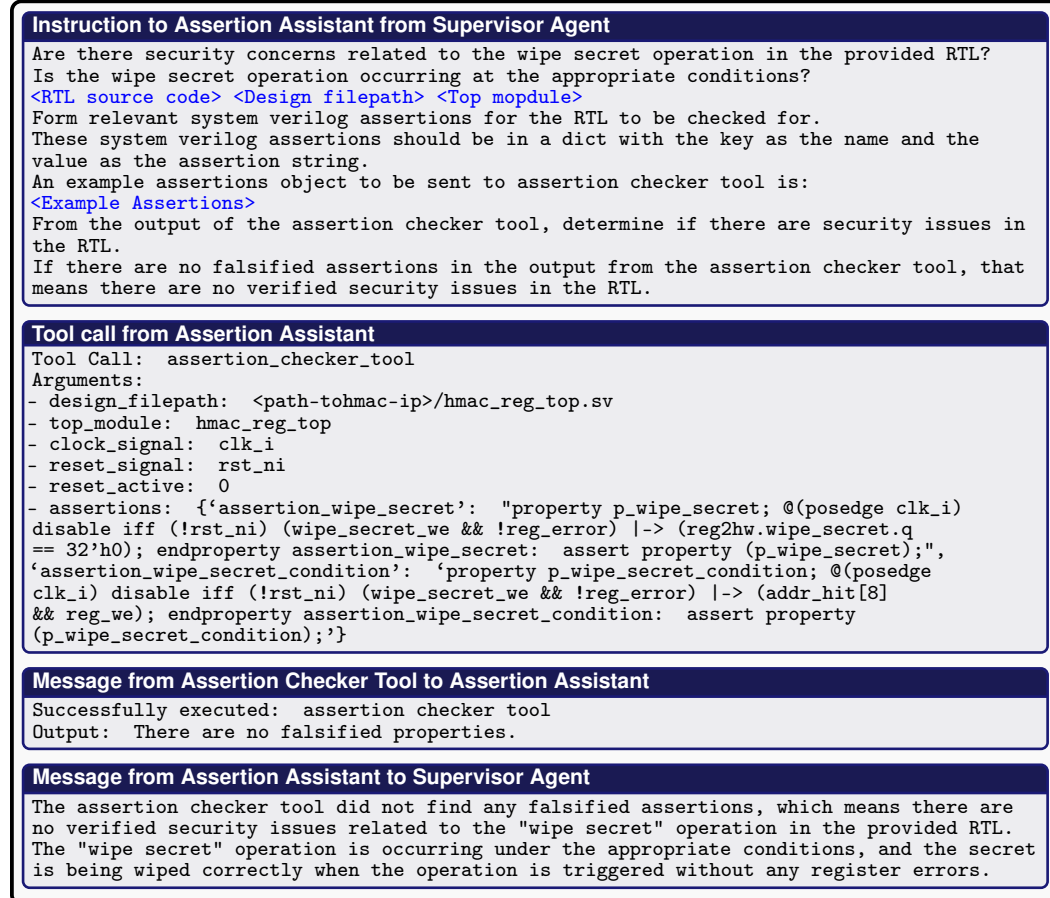 Instruction to Assertion Assistant from Supervisor Agent
Are there security concerns related to the wipe secret operation in the provided RTL?
Is the wipe secret operation occurring at the appropriate conditions?
<RTL source code> <Design filepath> <Top mopdule>
Form relevant system verilog assertions for the RTL to be checked for.
These system verilog assertions should be in a dict with the key as the name and the
value as the assertion string.
An example assertions object to be sent to assertion checker tool is:
<Example Assertions>
From the output of the assertion checker tool, determine if there are security issues in
the RTL.
If there are no falsified assertions in the output from the assertion checker tool, that
means there are no verified security issues in the RTL.
Tool call from Assertion Assistant
Tool Call: assertion_checker_tool
Arguments:
- design_filepath: <path-tohmac-ip>/hmac_reg_top.sv
- top_module: hmac_reg_top
- clock_signal: clk_i
- reset_signal: rst_ni
- reset_active: 0
- assertions: {‘assertion_wipe_secret’: "property p_wipe_secret; @(posedge clk_i)
disable iff (!rst_ni) (wipe_secret_we && !reg_error) |-> (reg2hw.wipe_secret.q
== 32’h0); endproperty assertion_wipe_secret: assert property (p_wipe_secret);",
‘assertion_wipe_secret_condition’: ‘property p_wipe_secret_condition; @(posedge
clk_i) disable iff (!rst_ni) (wipe_secret_we && !reg_error) |-> (addr_hit[8]
&& reg_we); endproperty assertion_wipe_secret_condition: assert property
(p_wipe_secret_condition);’}
Message from Assertion Checker Tool to Assertion Assistant
Successfully executed: assertion checker tool
Output: There are no falsified properties.
Message from Assertion Assistant to Supervisor Agent
The assertion checker tool did not find any falsified assertions, which means there are
no verified security issues related to the "wipe secret" operation in the provided RTL.
The "wipe secret" operation is occurring under the appropriate conditions, and the secret
is being wiped correctly when the operation is triggered without any register errors.